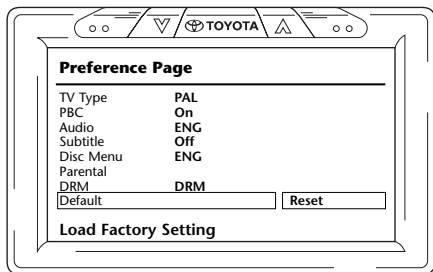 TOYOTA
Preference Page
TV Type PAL
PBC On
Audio ENG
Subtitle Off
Disc Menu ENG
Parental
DRM DRM
Default Reset
Load Factory Setting